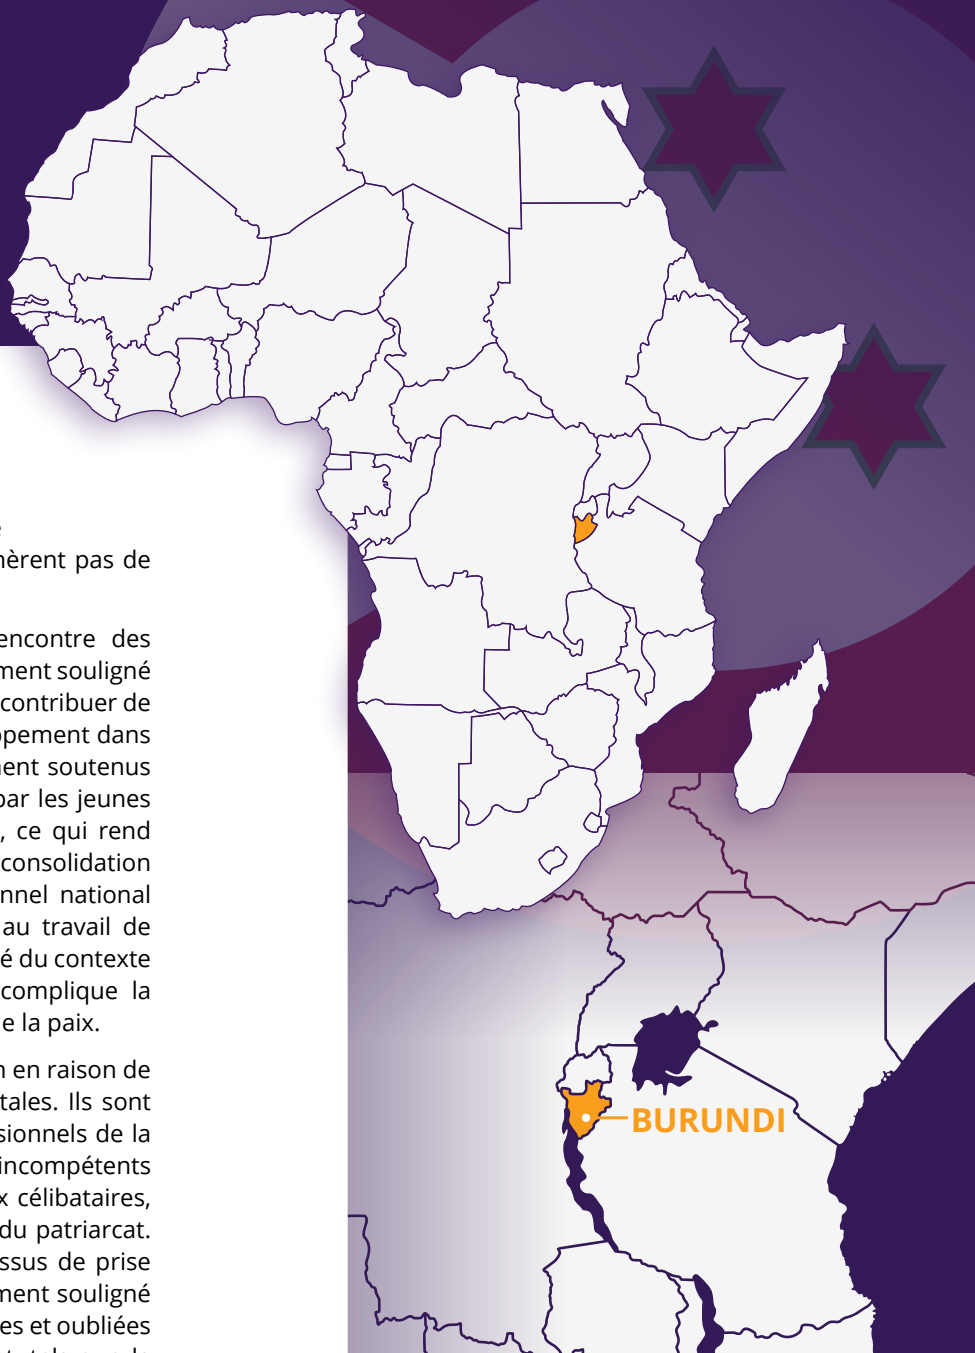 nèrent pas de
encontre des
ment souligné
contribuer de
ppement dans
nent soutenus
par les jeunes
, ce qui rend
consolidation
nnel national
au travail de
é du contexte
complique la
e la paix.
n en raison de
tales. Ils sont
sionnels de la
incompétents
x célibataires,
du patriarcat.
ssus de prise
ment souligné
es et oubliées
BURUNDI